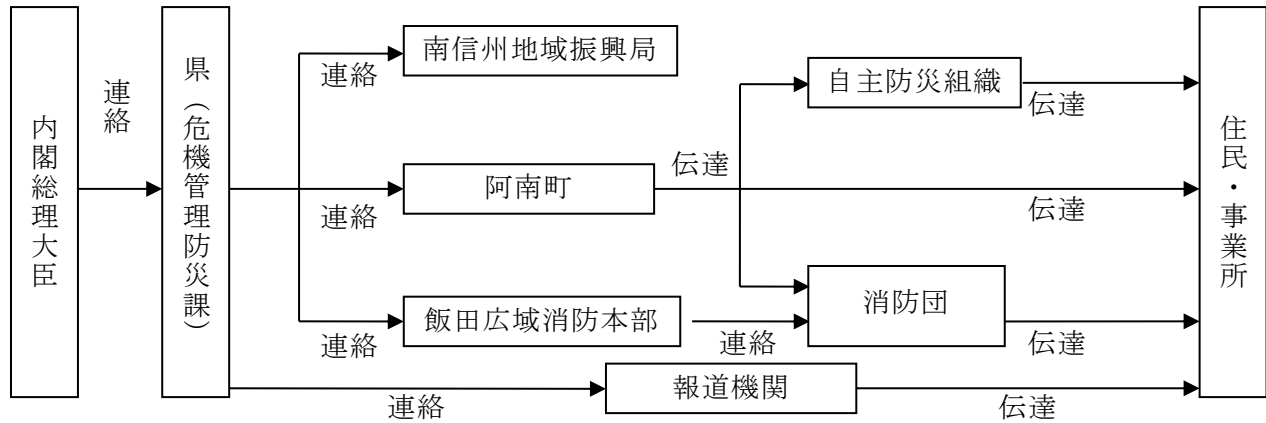 内閣総理大臣
連絡
県（危機管理防災課）
連絡
南信州地域振興局
連絡
阿南町
連絡
飯田広域消防本部
連絡
報道機関
伝達
連絡
自主防災組織
消防団
伝達
伝達
伝達
伝達
住民・事業所